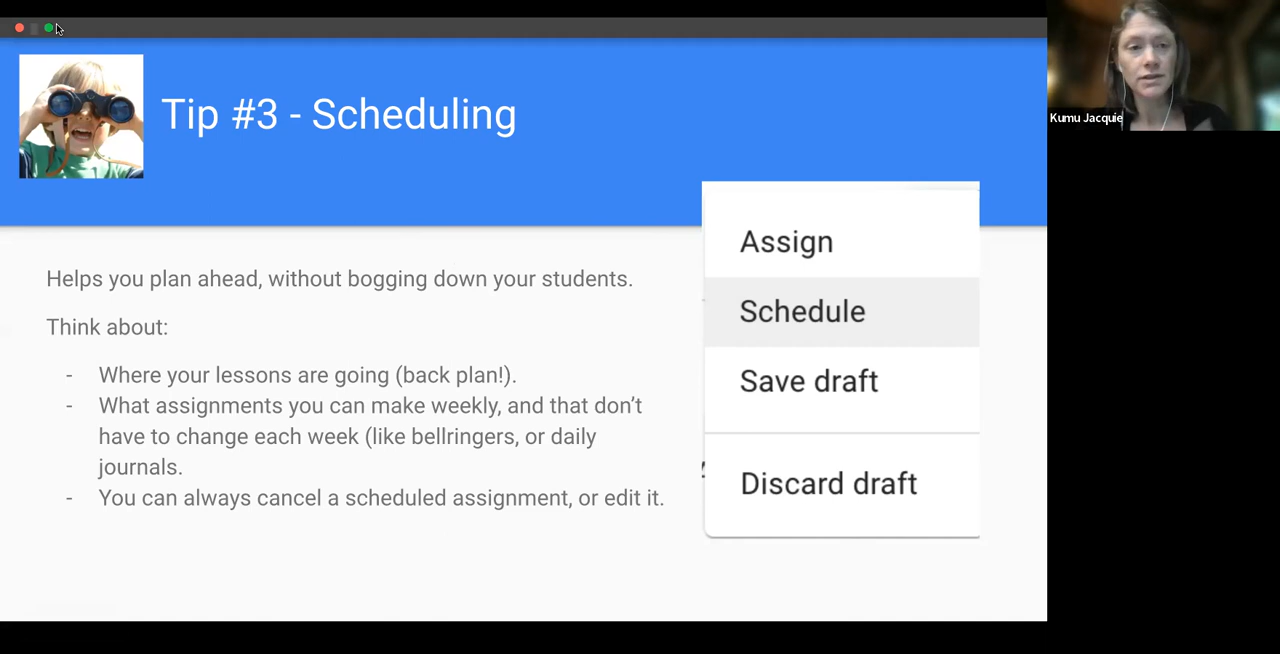 Tip #3 - Scheduling
Kumu Jacquie
Assign
Schedule
Save draft
Discard draft
Helps you plan ahead, without bogging down your students.
Think about:
- Where your lessons are going (back plan!).
- What assignments you can make weekly, and that don’t
have to change each week (like bellringers, or daily
journals.
- You can always cancel a scheduled assignment, or edit it.